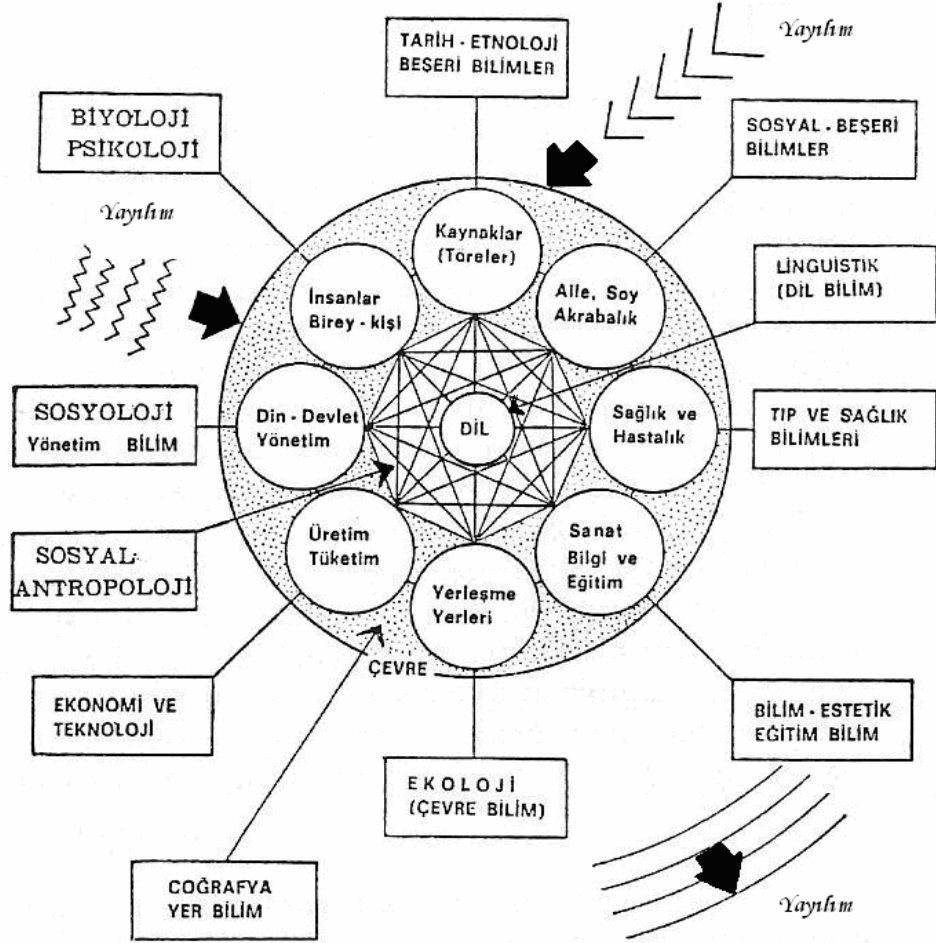 Yayılım
TARİH - ETNOLOJİ
BEŞERİ BİLİMLER
BİYOLOJİ
PSİKOLOJİ
SOSYAL - BEŞERİ
BİLİMLER
Yayılım
Kaynaklar
(Töreler)
İnsanlar
Birey - kişi
Aile, Soy
Akrabalık
LİNGUİSTİK
(DİL BİLİM)
SOSYOLOJİ
Yönetim BİLİM
Din - Devlet
Yönetim
DİL
Sağlık ve
Hastalık
TIP VE SAĞLIK
BİLİMLERİ
SOSYAL
ANTROPOLOJİ
Üretim
Tüketim
Sanat
Bilgi ve
Eğitim
Yerleşme
Yerleri
ÇEVRE
EKONOMİ VE
TEKNOLOJİ
BİLİM - ESTETİK
EĞİTİM BİLİM
EKOLOJİ
(ÇEVRE BİLİM)
COĞRAFYA
YER BİLİM
Yayılım